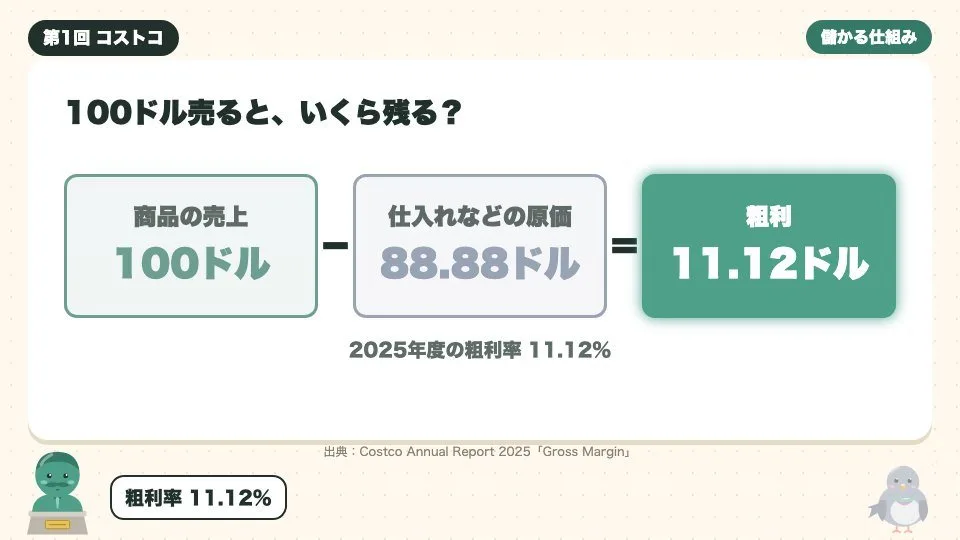 第1回 コストコ
儲かる仕組み
100ドル売ると、いくら残る？
商品の売上
100ドル
−
仕入れなどの原価
88.88ドル
=
粗利
11.12ドル
2025年度の粗利率 11.12%
出典：Costco Annual Report 2025「Gross Margin」
粗利率 11.12%